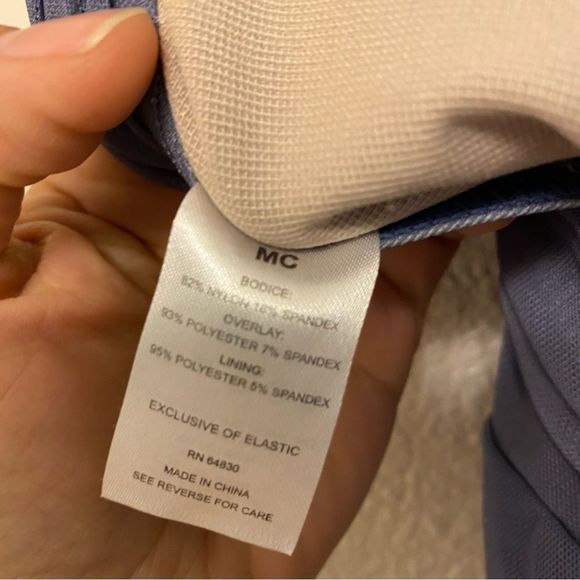 MC
BODICE:
82% NYLON 18% SPANDEX
OVERLAY:
93% POLYESTER 7% SPANDEX
LINING:
95% POLYESTER 5% SPANDEX
EXCLUSIVE OF ELASTIC
RN 64830
MADE IN CHINA
SEE REVERSE FOR CARE